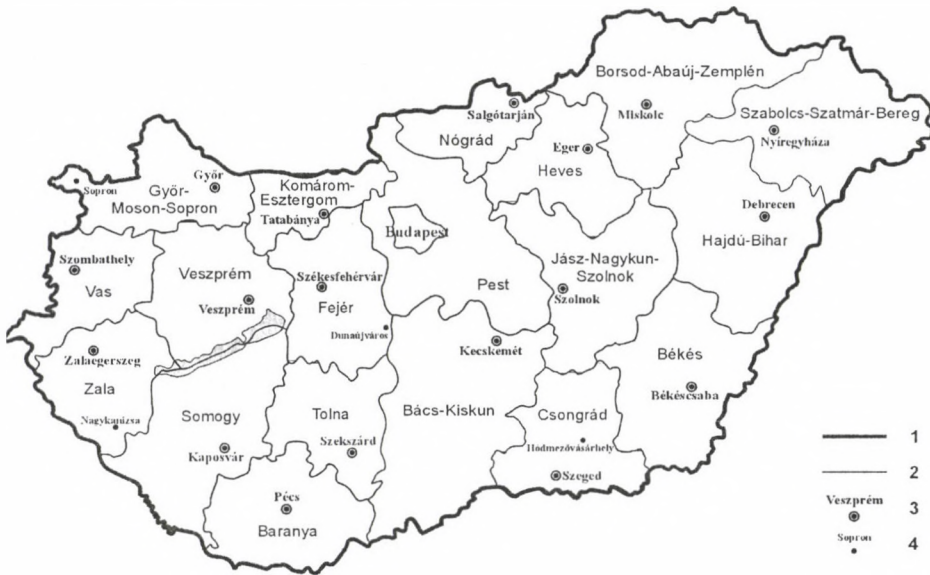 Borsod-Abaúj-Zemplén
Salgótarján
Miskolc
Szabolcs-Szatmár-Bereg
Nógrád
Nyíregyháza
Eger
Heves
Sopron
Győr
Győr-
Moson-Sopron
Komárom-
Esztergom
Tatabánya
Budapest
Debrecen
Hajdú-Bihar
Szombathely
Vas
Veszprém
Veszprém
Székesfehérvár
Fejér
Pest
Jász-Nagykun-
Szolnok
Szolnok
Dunaújváros
Kecskemét
Zalaegerszeg
Zala
Békés
Békéscsaba
Nagykanizsa
Somogy
Kaposvár
Tolna
Szekszárd
Bács-Kiskun
Csongrád
Hódmezővásárhely
Szeged
Pécs
Baranya
1
2
Veszprém
3
Sopron
4